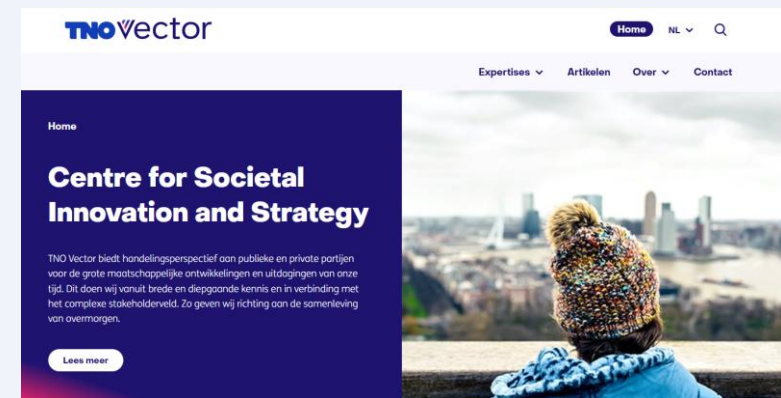 TNO Vector
Home NL
Expertises Artikelen Over Contact
Home
Centre for Societal
Innovation and Strategy
TNO Vector biedt handelingsperspectief aan publieke en private partijen
voor de grote maatschappelijke ontwikkelingen en uitdagingen van onze
tijd. Dit doen wij vanuit brede en diepgaande kennis en in verbinding met
het complexe stakeholderveld. Zo geven wij richting aan de samenleving
van overmorgen.
Lees meer